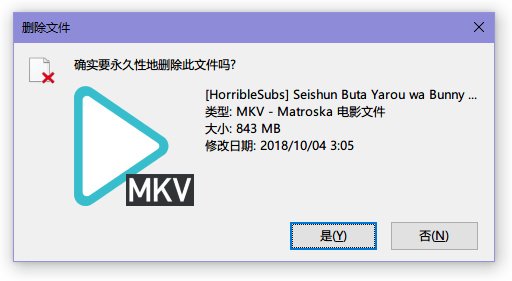 删除文件
确实要永久性地删除此文件吗?
[HorribleSubs] Seishun Buta Yarou wa Bunny ...
类型: MKV - Matroska 电影文件
大小: 843 MB
修改日期: 2018/10/04 3:05
MKV
是(Y)
否(N)